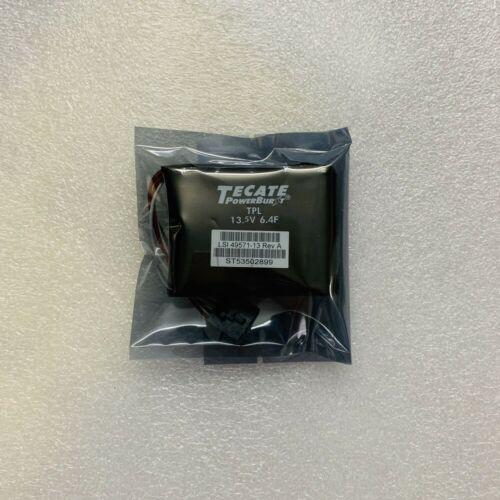 TECATE
POWERBURST
TPL
13.5V 6.4F
LSI 49571-13 Rev.A
ST53502899